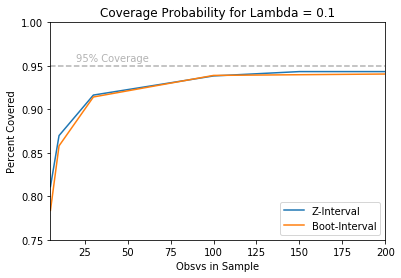 Coverage Probability for Lambda = 0.1
1.00
95% Coverage
0.95
0.90
0.85
0.80
0.75
Percent Covered
Z-Interval
Boot-Interval
25 50 75 100 125 150 175 200
Obsvs in Sample